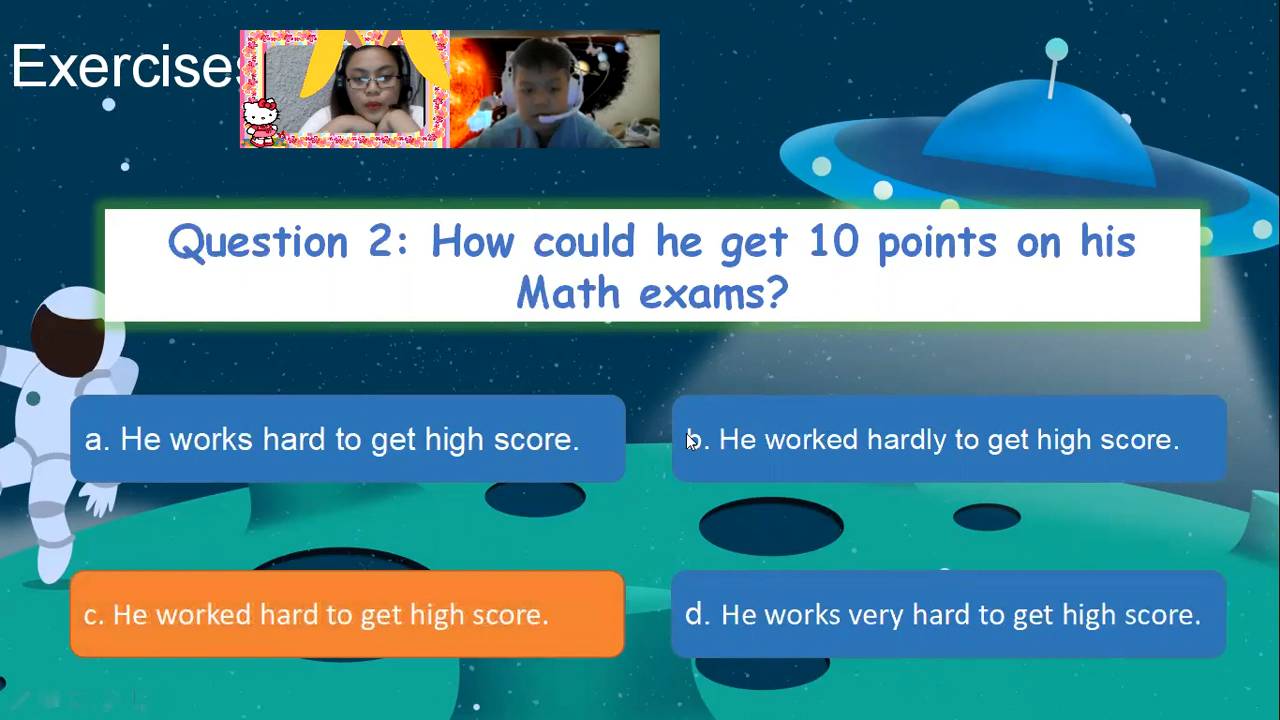 Exercises
Question 2: How could he get 10 points on his
Math exams?
a. He works hard to get high score.
b. He worked hardly to get high score.
c. He worked hard to get high score.
d. He works very hard to get high score.